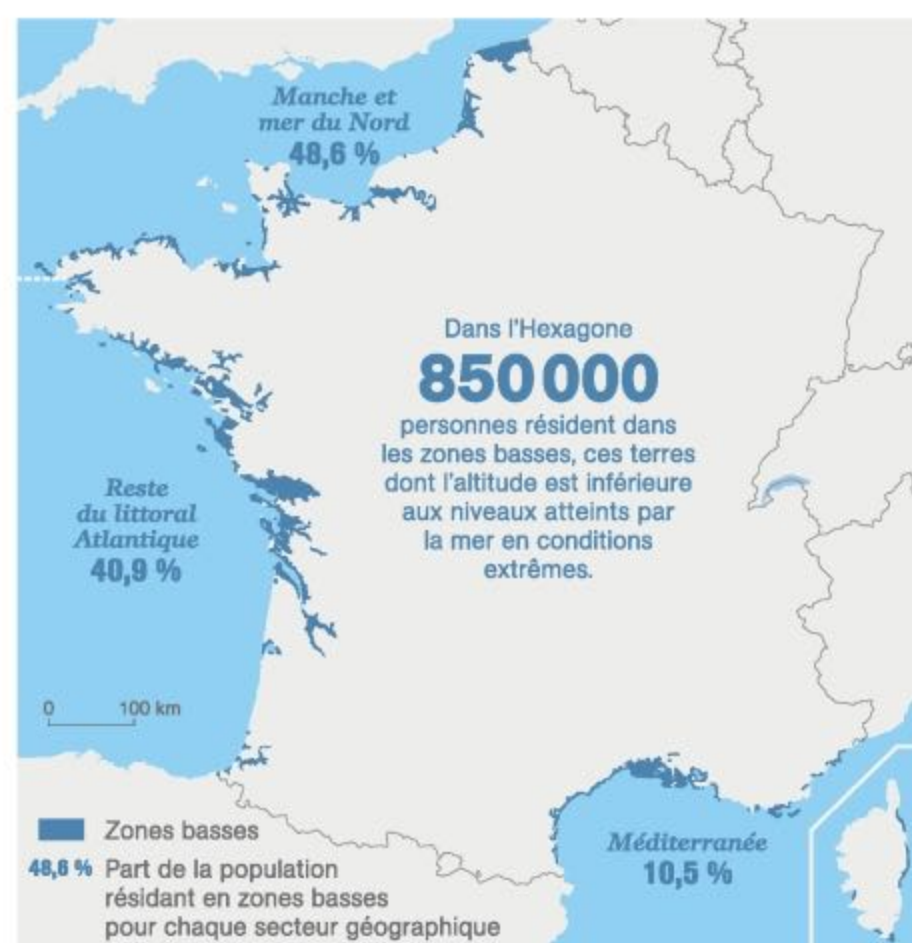 Manche et
mer du Nord
48,6 %
Dans l'Hexagone
850 000
personnes résident dans
les zones basses, ces terres
dont l'altitude est inférieure
aux niveaux atteints par
la mer en conditions
extrêmes.
Reste
du littoral
Atlantique
40,9 %
0 100 km
Zones basses
48,6 % Part de la population
résidant en zones basses
pour chaque secteur géographique
Méditerranée
10,5 %